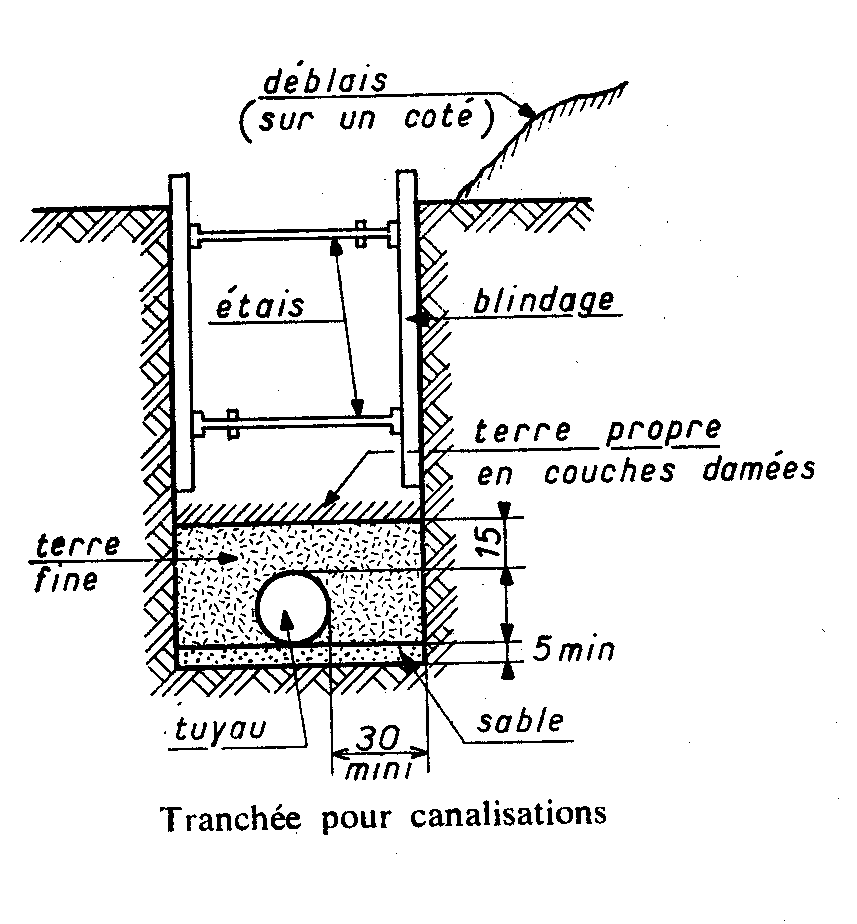 déblais
(sur un coté)
étais
blindage
terre propre
en couches damées
15
terre
fine
5 min
tuyau
sable
30
mini
Tranchée pour canalisations